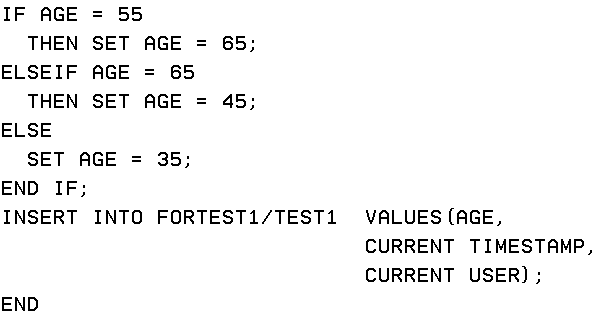 IF AGE = 55
  THEN SET AGE = 65;
ELSEIF AGE = 65
  THEN SET AGE = 45;
ELSE
  SET AGE = 35;
END IF;
INSERT INTO FORTEST1/TEST1  VALUES(AGE,
                            CURRENT TIMESTAMP,
                            CURRENT USER);
END